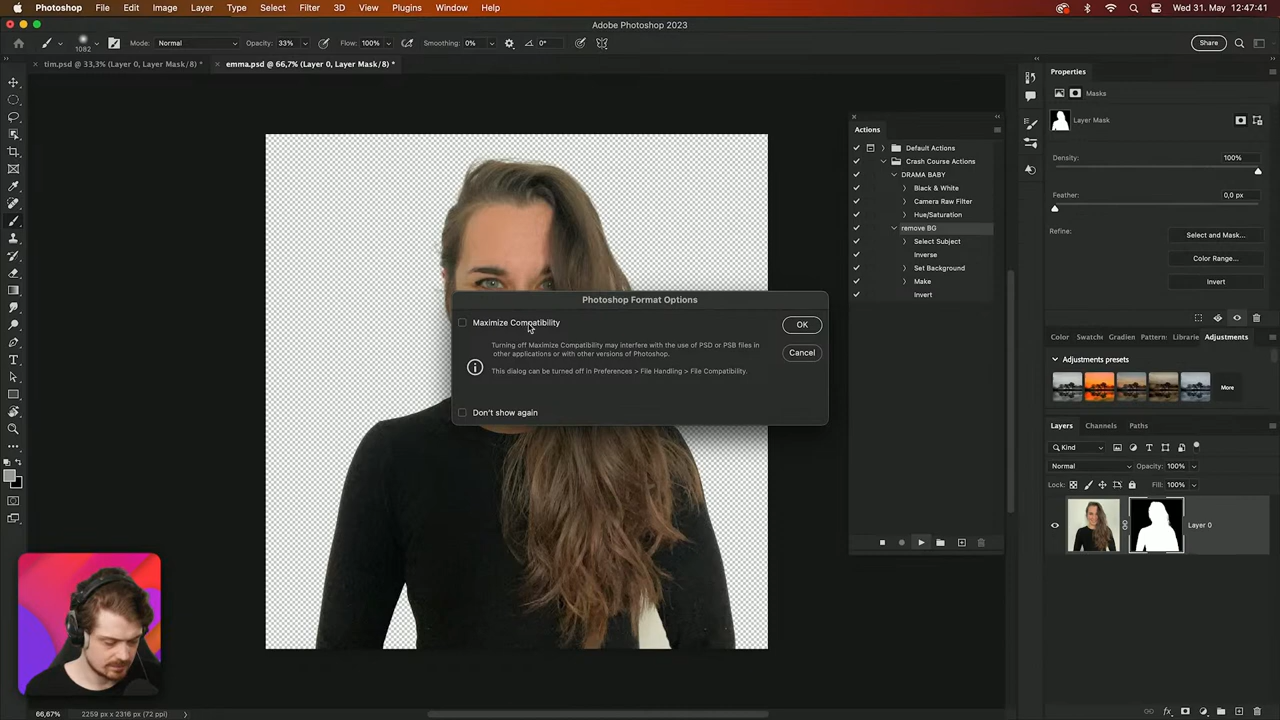 Photoshop File Edit Image Layer Type Select Filter 3D View Plugins Window Help Wed 31. May 12:47:41
Adobe Photoshop 2023
1082 Mode: Normal Opacity: 33% Flow: 100% Smoothing: 0% 0° Share
tim.psd @ 33,3% (Layer 0, Layer Mask/8) * emma.psd @ 66,7% (Layer 0, Layer Mask/8) *
Actions
Default Actions
Crash Course Actions
DRAMA BABY
Black & White
Camera Raw Filter
Hue/Saturation
remove BG
Select Subject
Inverse
Set Background
Make
Invert
Photoshop Format Options
Maximize Compatibility
Turning off Maximize Compatibility may interfere with the use of PSD or PSB files in
other applications or with other versions of Photoshop.
This dialog can be turned off in Preferences > File Handling > File Compatibility.
Don't show again
OK
Cancel
Properties
Masks
Layer Mask
Density: 100%
Feather: 0,0 px
Refine: Select and Mask...
Color Range...
Invert
Color Swatch Gradien Pattern Librarie Adjustments
Adjustments presets
More
Layers Channels Paths
Kind
Normal Opacity: 100%
Lock: Fill: 100%
Layer 0
66,67% 2259 px x 2316 px (72 ppi)